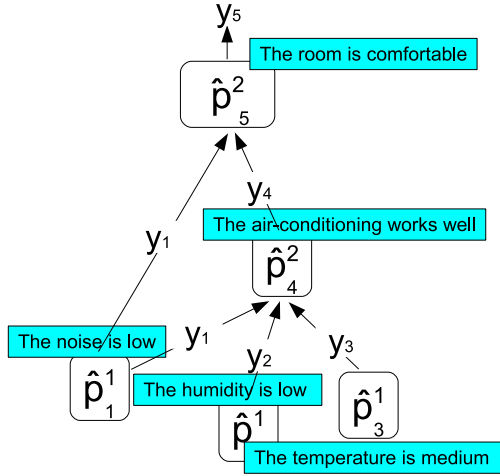 y5
The room is comfortable
p̂ 2 5
y4
y1
The air-conditioning works well
p̂ 2 4
The noise is low
y1
y2
y3
p̂ 1 1
The humidity is low
p̂ 1
p̂ 1 3
The temperature is medium